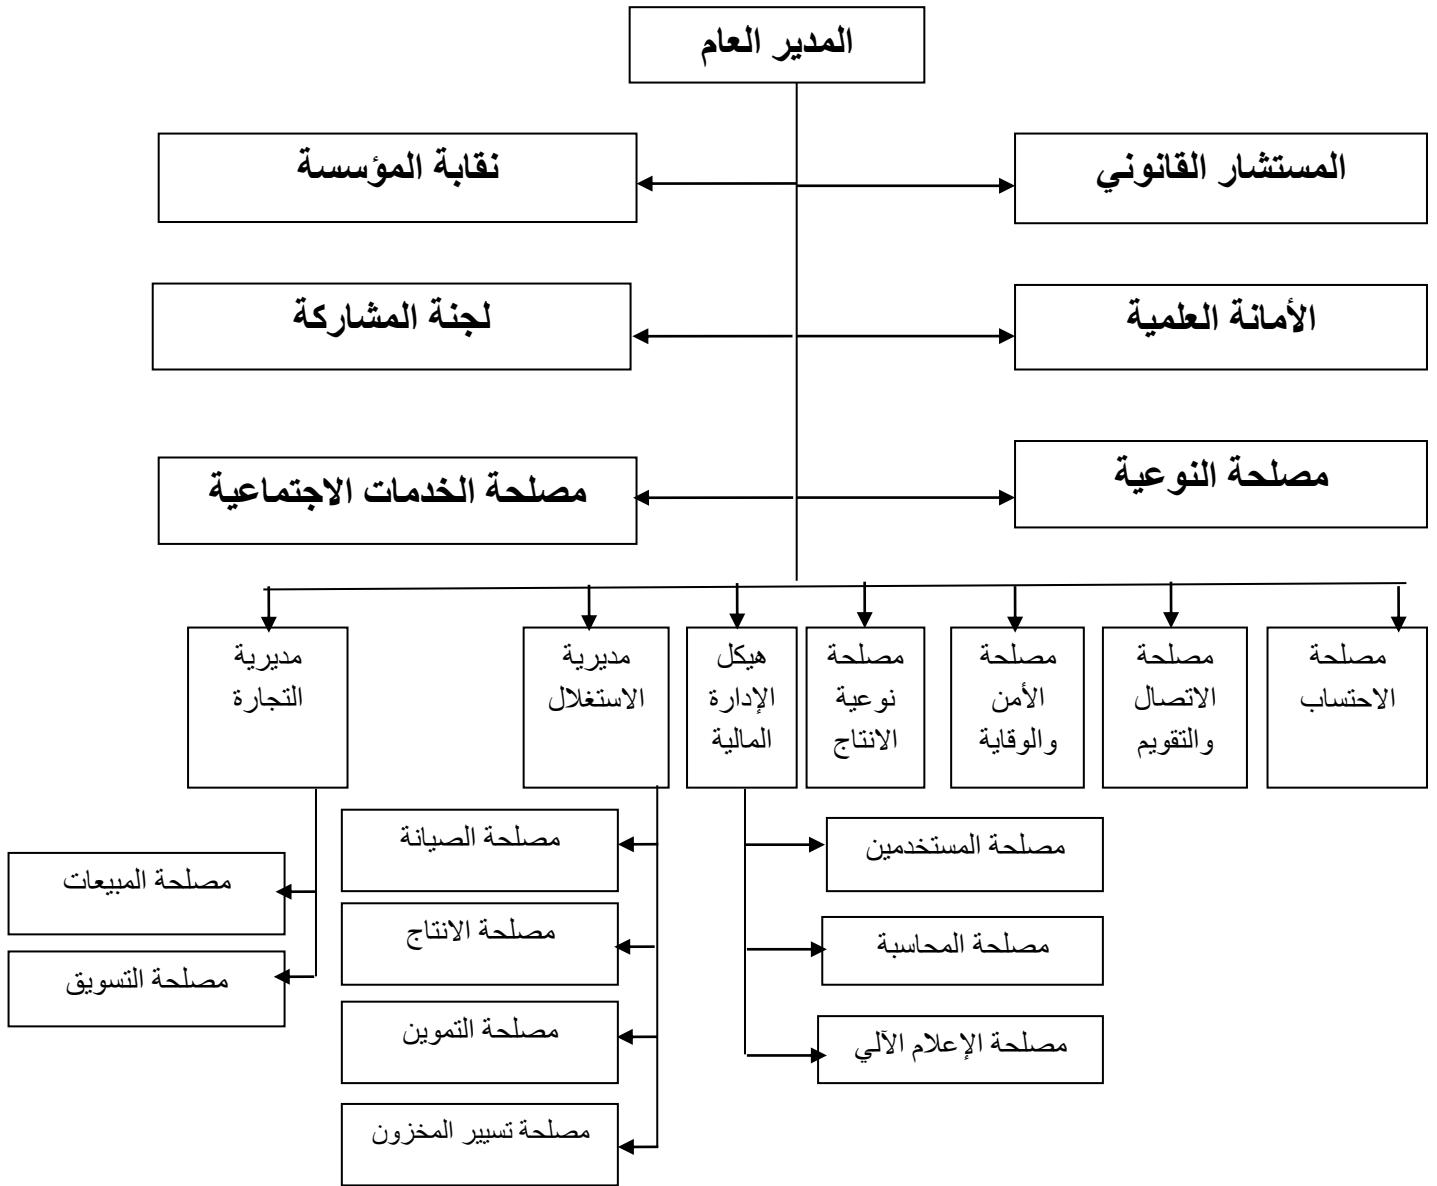 المدير العام
المستشار القانوني
نقابة المؤسسة
الأمانة العلمية
لجنة المشاركة
مصلحة النوعية
مصلحة الخدمات الاجتماعية
مصلحة
الاحتساب
مصلحة
الاتصال
والتقويم
مصلحة
الأمن
والوقاية
مصلحة
نوعية
الانتاج
هيكل
الإدارة
المالية
مديرية
الاستغلال
مديرية
التجارة
مصلحة المستخدمين
مصلحة المحاسبة
مصلحة الإعلام الآلي
مصلحة الصيانة
مصلحة الانتاج
مصلحة التموين
مصلحة تسيير المخزون
مصلحة المبيعات
مصلحة التسويق